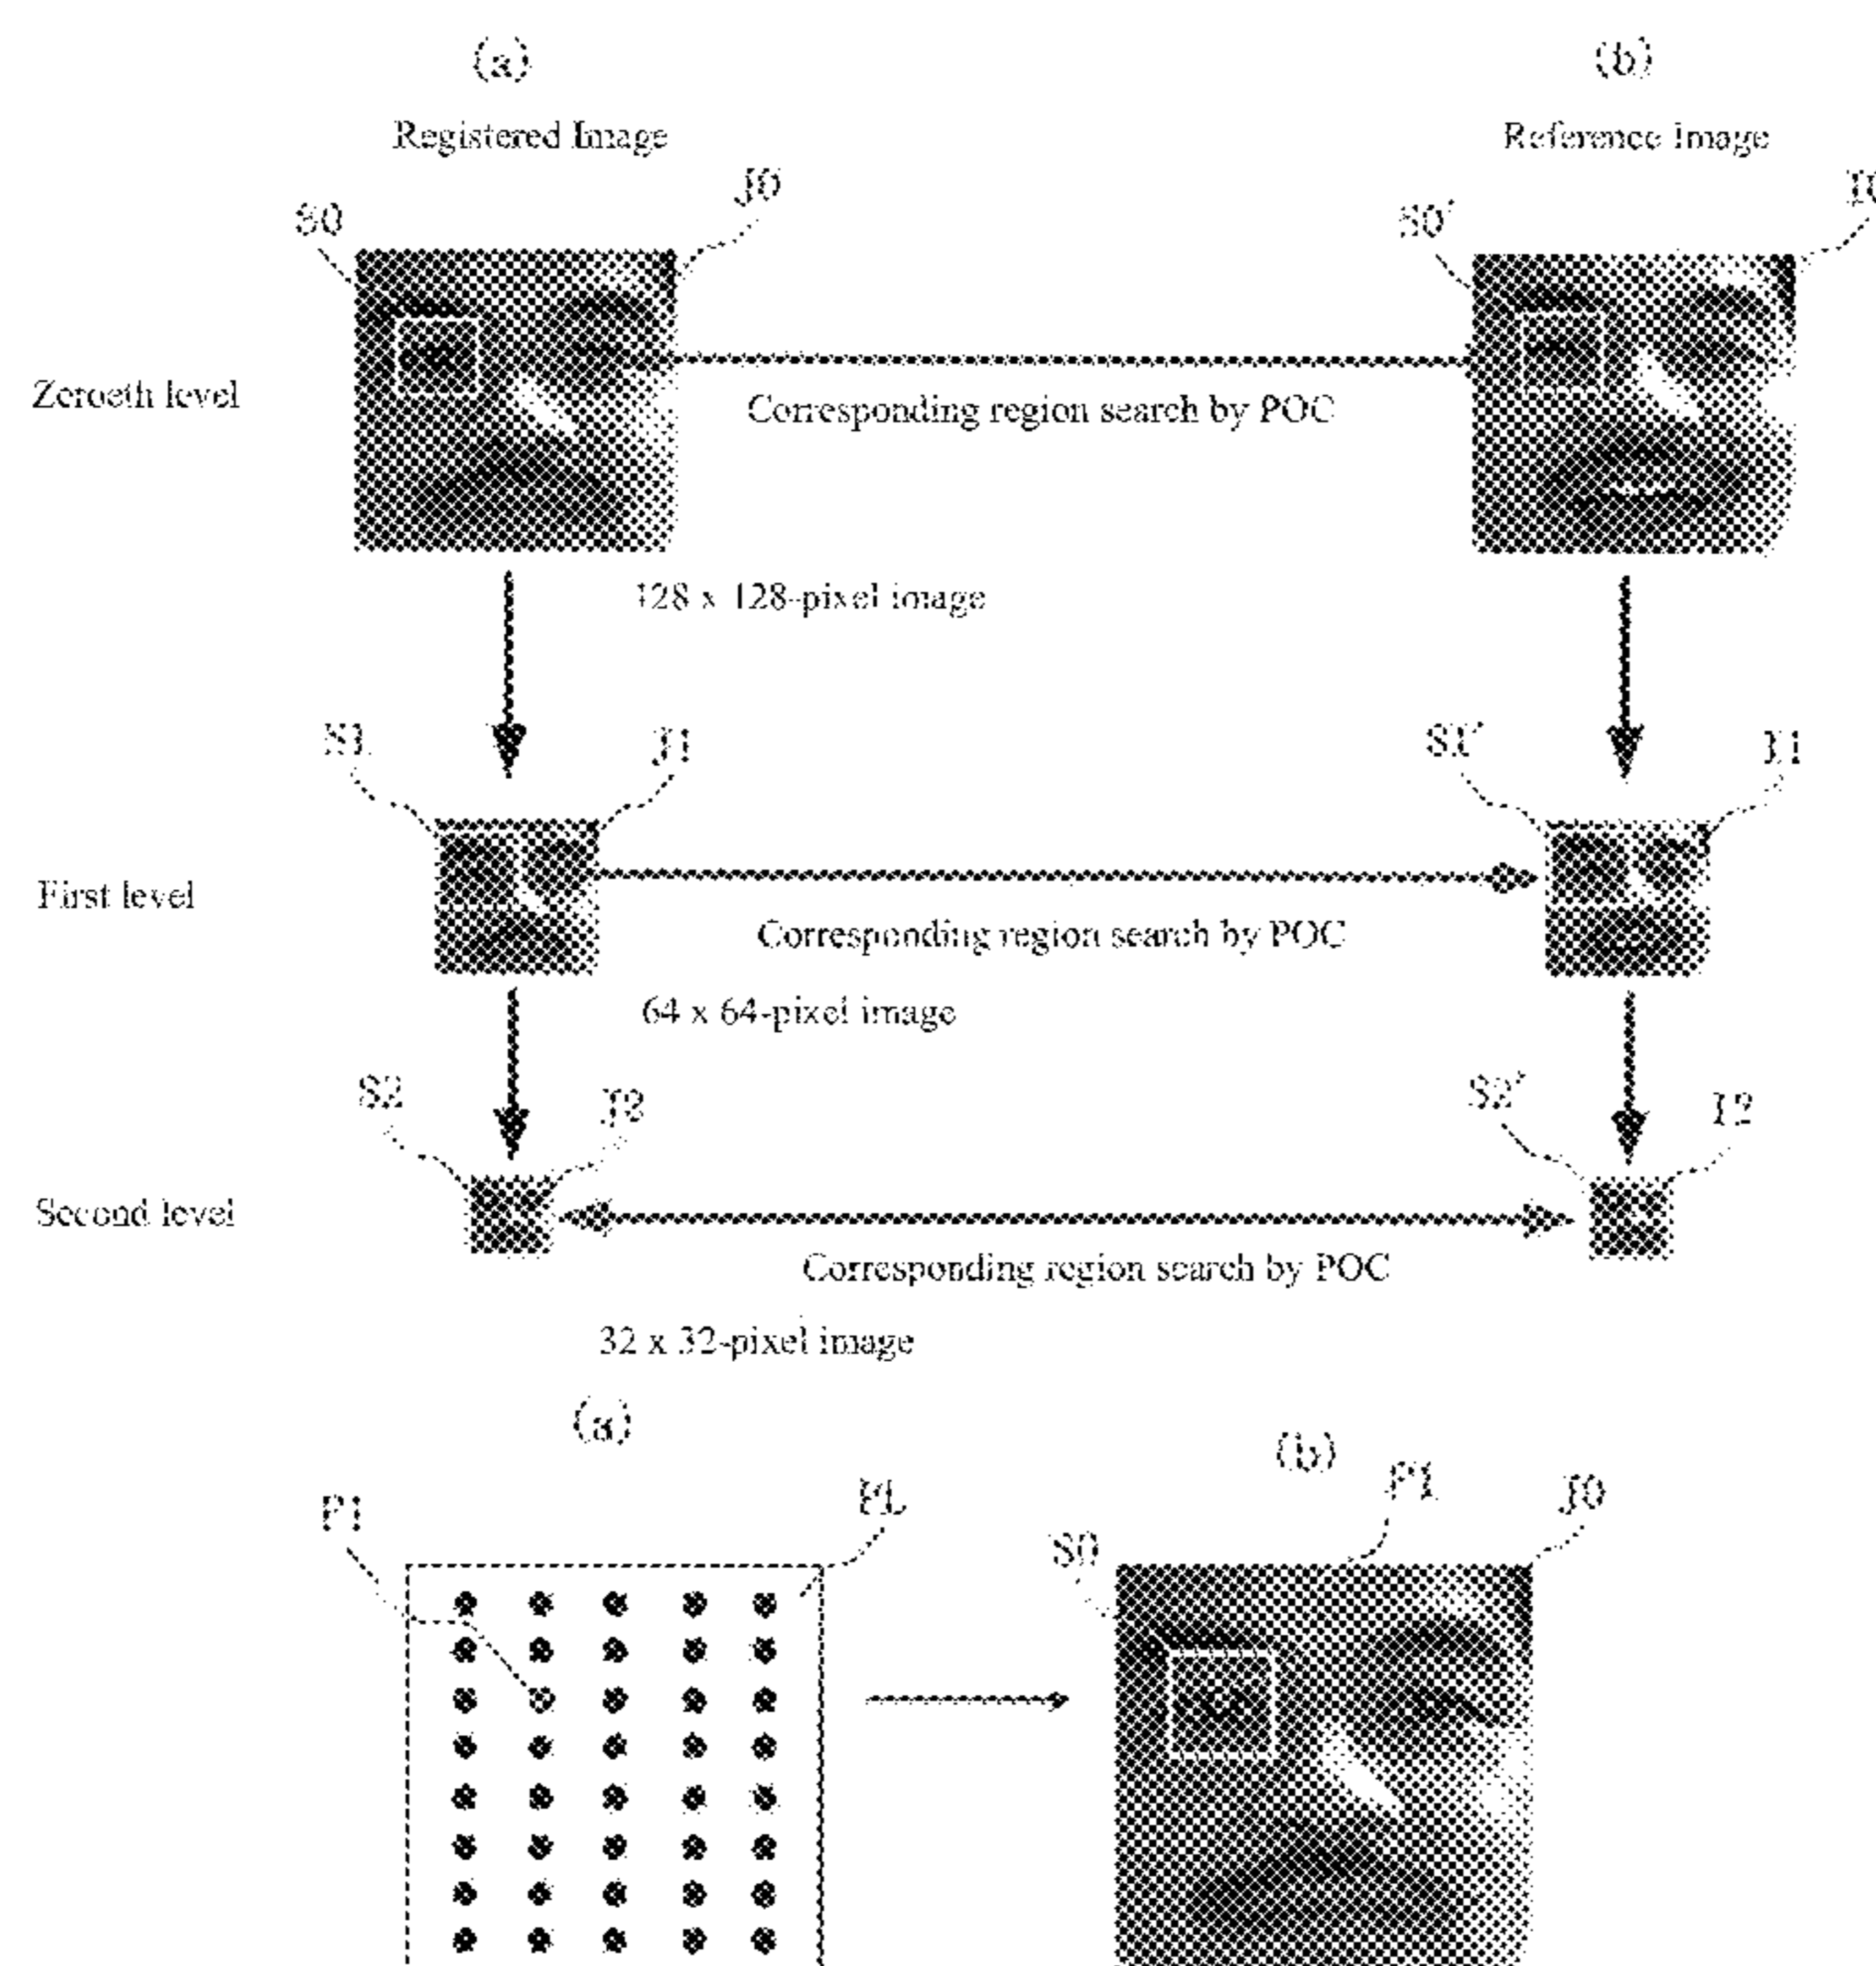 (a)
(b)
Registered Image
Reference Image
J0
S0
S0'
Zeroeth level
Corresponding region search by POC
128 x 128-pixel image
S1
J1
S1'
I1
First level
Corresponding region search by POC
64 x 64-pixel image
S2
J2
S2'
I2
Second level
Corresponding region search by POC
32 x 32-pixel image
(a)
(b)
P1
PL
S0
P1
J0